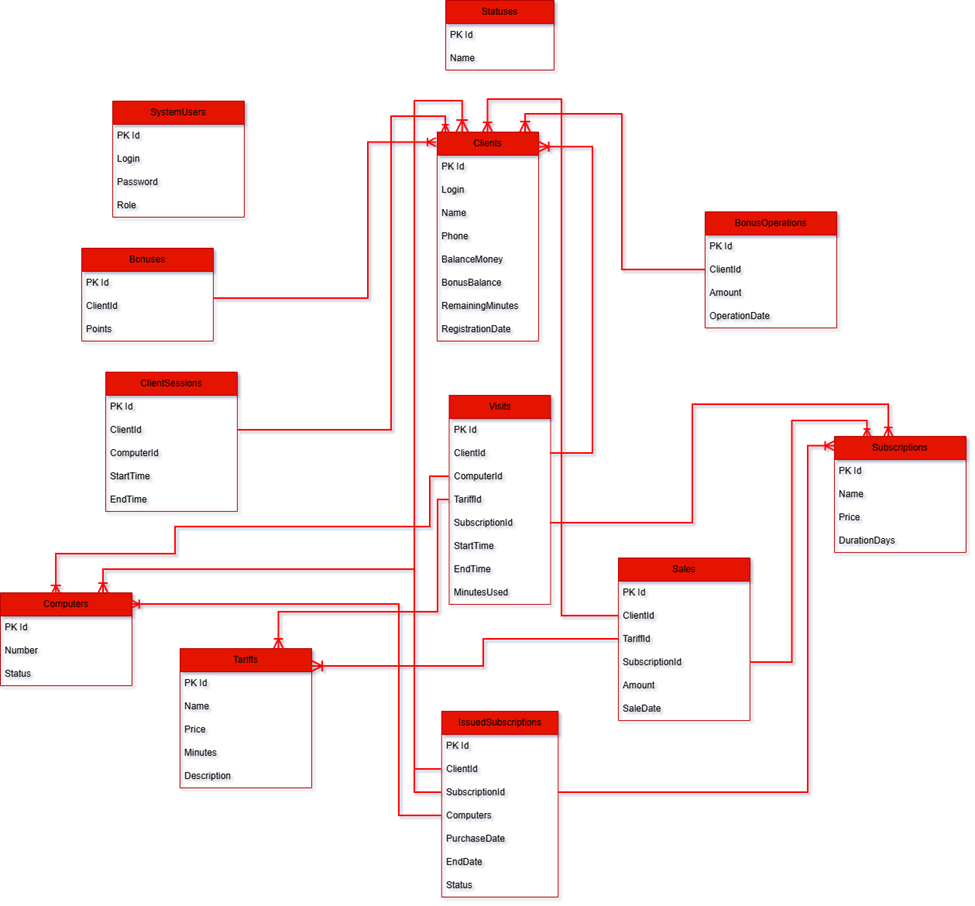 Statuses
PK Id
Name
SystemUsers
PK Id
Login
Password
Role
Clients
PK Id
Login
Name
Phone
BalanceMoney
BonusBalance
RemainingMinutes
RegistrationDate
BonusOperations
PK Id
ClientId
Amount
OperationDate
Bonuses
PK Id
ClientId
Points
ClientSessions
PK Id
ClientId
ComputerId
StartTime
EndTime
Visits
PK Id
ClientId
ComputerId
TariffId
SubscriptionId
StartTime
EndTime
MinutesUsed
Subscriptions
PK Id
Name
Price
DurationDays
Sales
PK Id
ClientId
TariffId
SubscriptionId
Amount
SaleDate
Computers
PK Id
Number
Status
Tariffs
PK Id
Name
Price
Minutes
Description
IssuedSubscriptions
PK Id
ClientId
SubscriptionId
Computers
PurchaseDate
EndDate
Status